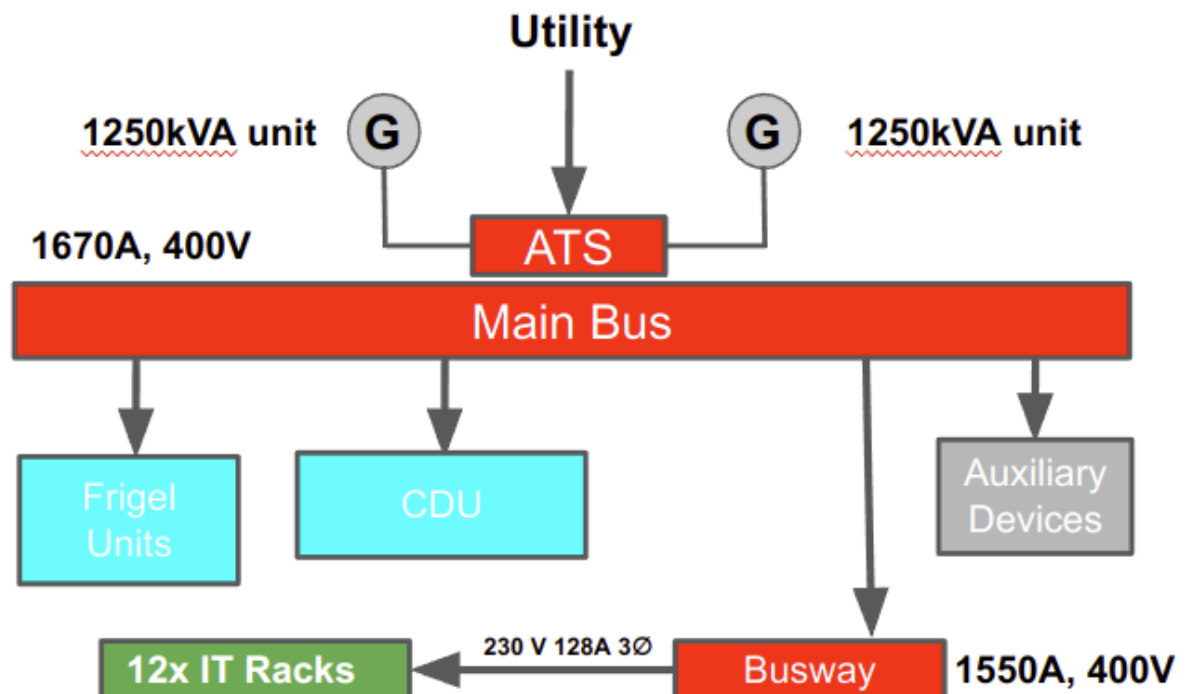 Utility
1250kVA unit
G
G
1250kVA unit
1670A, 400V
ATS
Main Bus
Frigel
Units
CDU
Auxiliary
Devices
12x IT Racks
230 V 128A 3∅
Busway
1550A, 400V